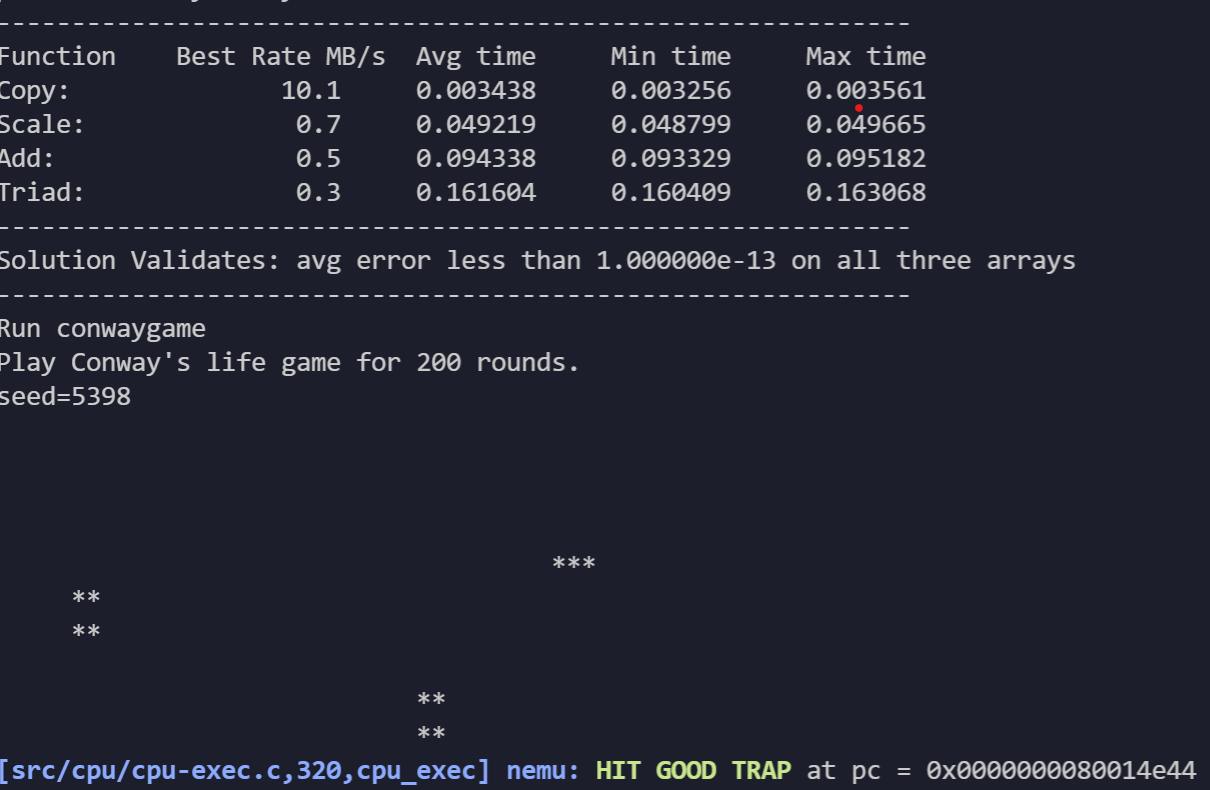 ---------------------------------------------------------------
Function    Best Rate MB/s  Avg time     Min time     Max time
Copy:              10.1     0.003438     0.003256     0.003561
Scale:              0.7     0.049219     0.048799     0.049665
Add:                0.5     0.094338     0.093329     0.095182
Triad:              0.3     0.161604     0.160409     0.163068
---------------------------------------------------------------
Solution Validates: avg error less than 1.000000e-13 on all three arrays
---------------------------------------------------------------
Run conwaygame
Play Conway's life game for 200 rounds.
seed=5398
***
**
**
**
**
[src/cpu/cpu-exec.c,320,cpu_exec] nemu: HIT GOOD TRAP at pc = 0x0000000080014e44